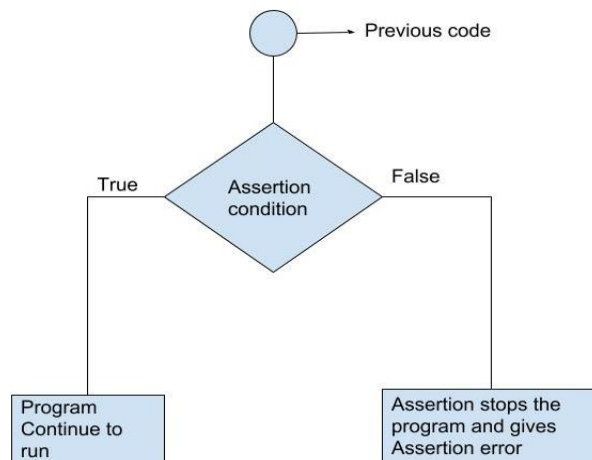 Previous code
True
False
Assertion
condition
Program
Continue to
run
Assertion stops the
program and gives
Assertion error